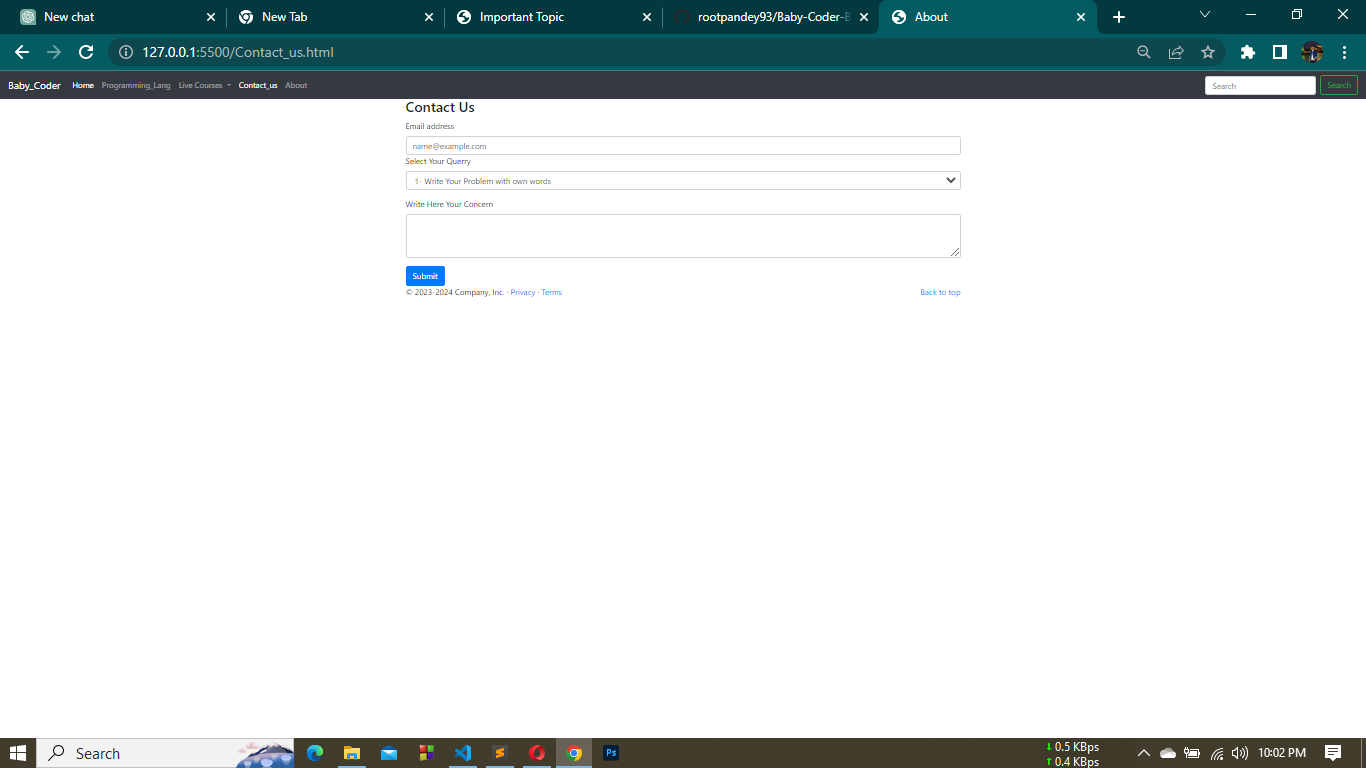 New chat
New Tab
Important Topic
rootpandey93/Baby-Coder-B
About
127.0.0.1:5500/Contact_us.html
Baby_Coder Home Programming_Lang Live Courses Contact_us About Search Search
Contact Us
Email address
name@example.com
Select Your Querry
1- Write Your Problem with own words
Write Here Your Concern
Submit
© 2023-2024 Company, Inc. · Privacy · Terms Back to top
Search
Ps
0.5 KBps
0.4 KBps
10:02 PM